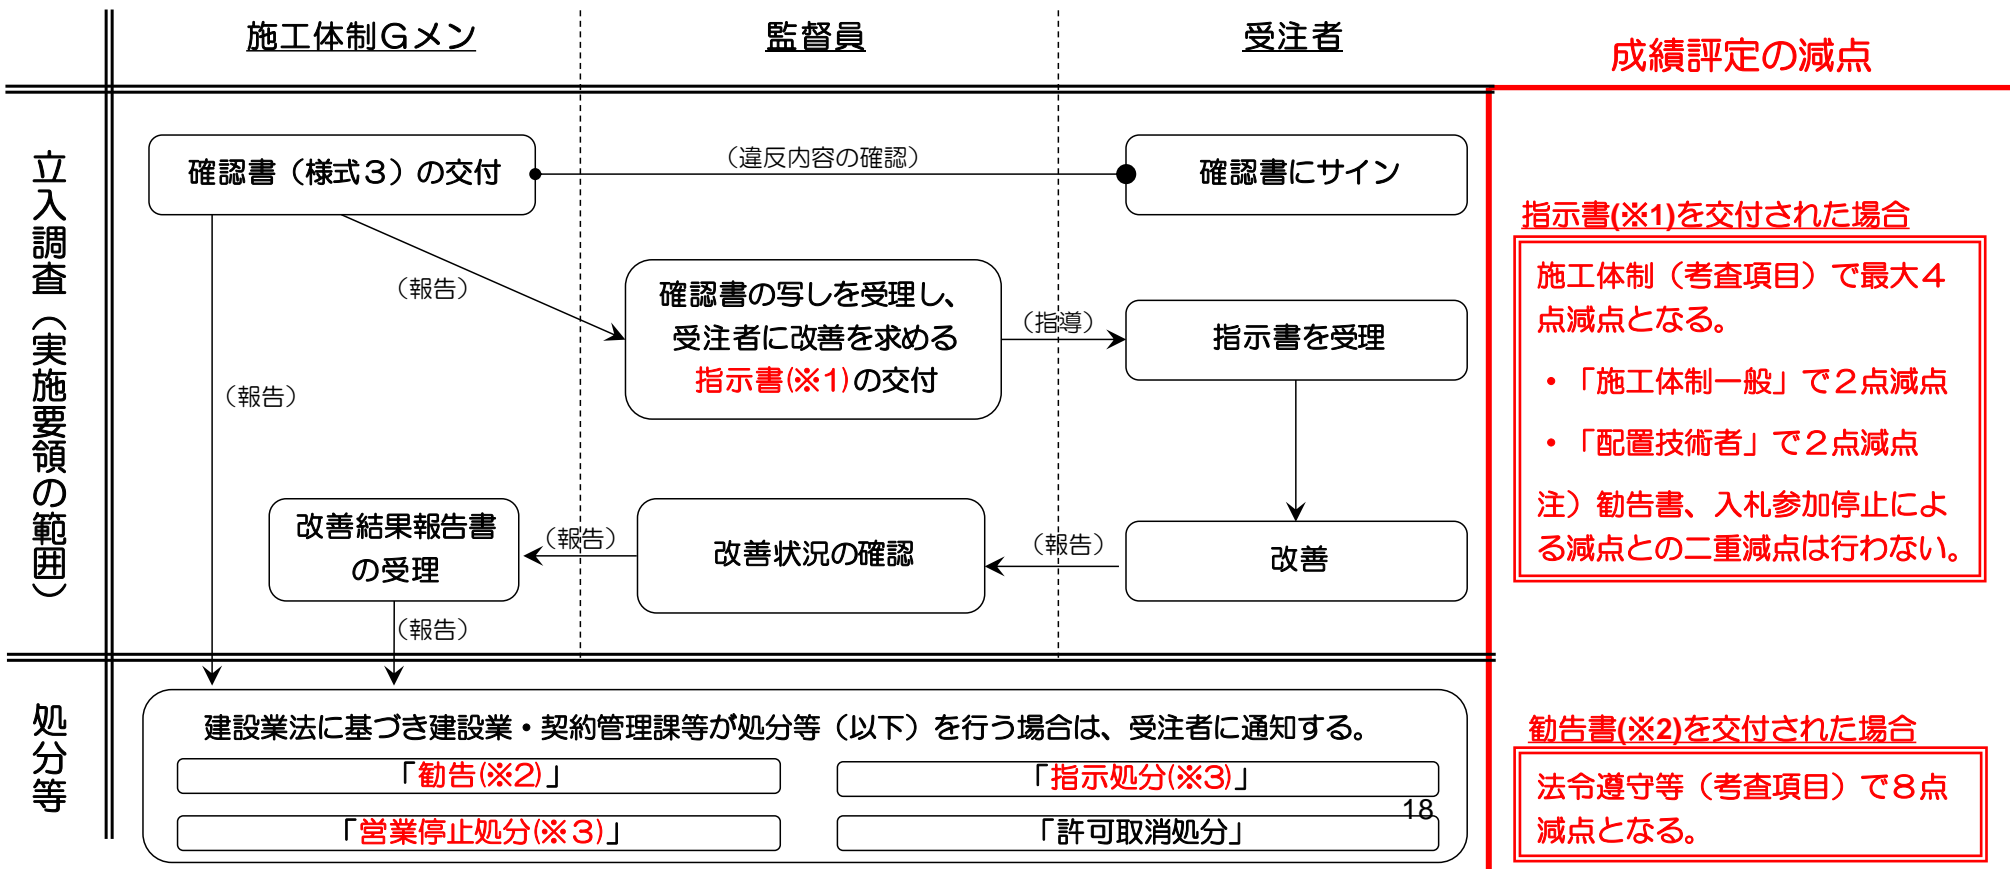 施工体制Gメン
監督員
受注者
成績評定の減点
立入調査（実施要領の範囲）
確認書（様式３）の交付
（違反内容の確認）
確認書にサイン
（報告）
（報告）
確認書の写しを受理し、
受注者に改善を求める
指示書(※１)の交付
（指導）
指示書を受理
改善結果報告書
の受理
（報告）
改善状況の確認
（報告）
改善
（報告）
指示書(※1)を交付された場合
施工体制（考査項目）で最大４
点減点となる。
・「施工体制一般」で２点減点
・「配置技術者」で２点減点
注）勧告書、入札参加停止によ
る減点との二重減点は行わない。
処分等
建設業法に基づき建設業・契約管理課等が処分等（以下）を行う場合は、受注者に通知する。
「勧告(※２)」
「指示処分(※３)」
「営業停止処分(※３)」
「許可取消処分」
18
勧告書(※2)を交付された場合
法令遵守等（考査項目）で８点
減点となる。